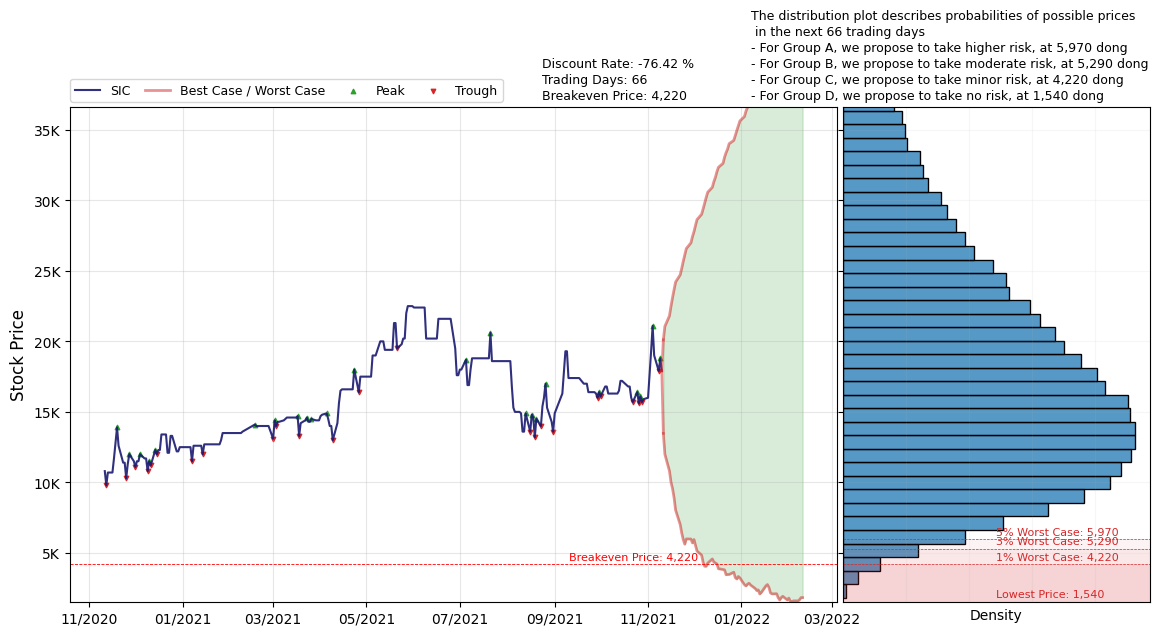 The distribution plot describes probabilities of possible prices
in the next 66 trading days
- For Group A, we propose to take higher risk, at 5,970 dong
- For Group B, we propose to take moderate risk, at 5,290 dong
- For Group C, we propose to take minor risk, at 4,220 dong
- For Group D, we propose to take no risk, at 1,540 dong
Discount Rate: -76.42 %
Trading Days: 66
Breakeven Price: 4,220
SIC
Best Case / Worst Case
Peak
Trough
Stock Price
35K
30K
25K
20K
15K
10K
5K
Breakeven Price: 4,220
5% Worst Case: 5,970
3% Worst Case: 5,290
1% Worst Case: 4,220
Lowest Price: 1,540
11/2020
01/2021
03/2021
05/2021
07/2021
09/2021
11/2021
01/2022
03/2022
Density